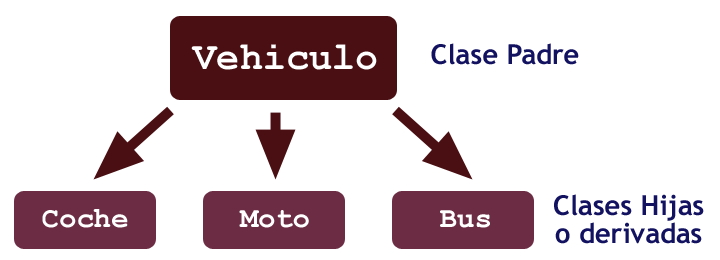 Vehiculo
Clase Padre
Coche
Moto
Bus
Clases Hijas
o derivadas